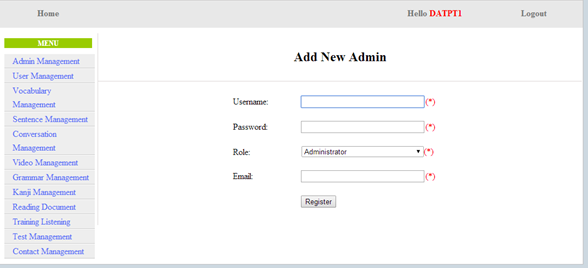 Home Hello DATPT1 Logout
MENU
Admin Management
User Management
Vocabulary
Management
Sentence Management
Conversation
Management
Video Management
Grammar Management
Kanji Management
Reading Document
Training Listening
Test Management
Contact Management
Add New Admin
Username: (*)
Password: (*)
Role: Administrator (*)
Email: (*)
Register